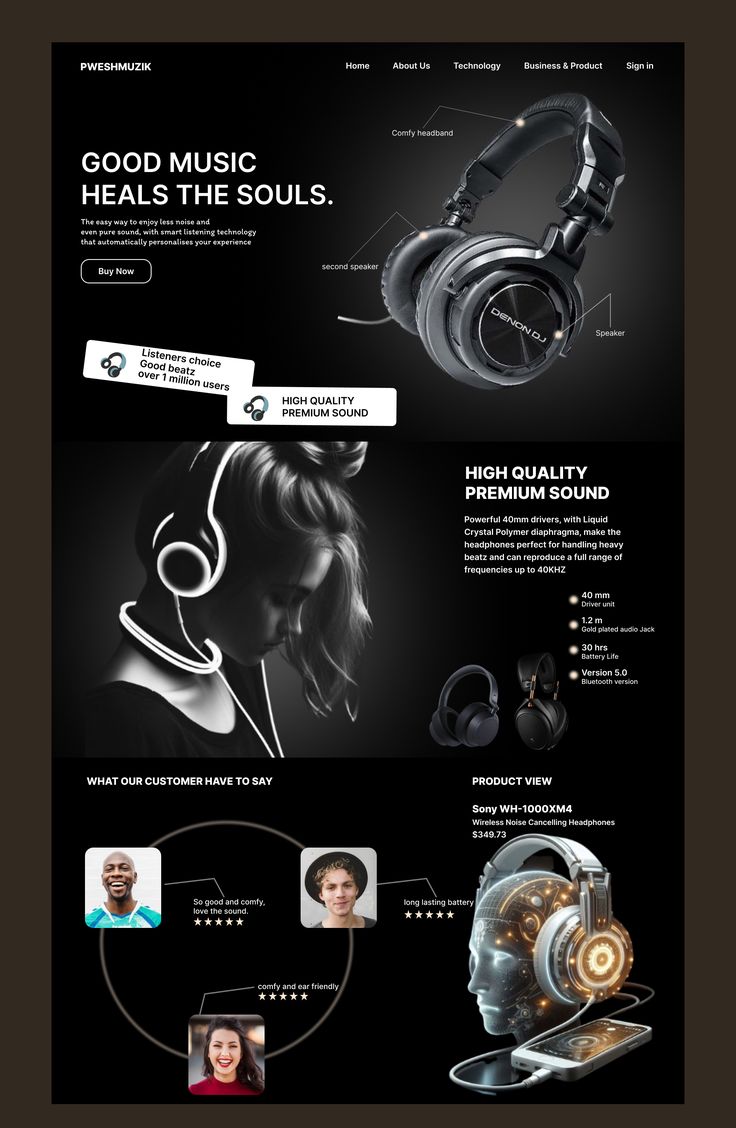 PWESHMUZIK
Home About Us Technology Business & Product Sign in
Comfy headband
GOOD MUSIC
HEALS THE SOULS.
The easy way to enjoy less noise and
even pure sound, with smart listening technology
that automatically personalises your experience
Buy Now
second speaker
DENON DJ
Speaker
Listeners choice
Good beatz
over 1 million users
HIGH QUALITY
PREMIUM SOUND
HIGH QUALITY
PREMIUM SOUND
Powerful 40mm drivers, with Liquid
Crystal Polymer diaphragma, make the
headphones perfect for handling heavy
beatz and can reproduce a full range of
frequencies up to 40KHZ
40 mm
Driver unit
1.2 m
Gold plated audio Jack
30 hrs
Battery Life
Version 5.0
Bluetooth version
WHAT OUR CUSTOMER HAVE TO SAY
So good and comfy,
love the sound.
long lasting battery
comfy and ear friendly
PRODUCT VIEW
Sony WH-1000XM4
Wireless Noise Cancelling Headphones
$349.73